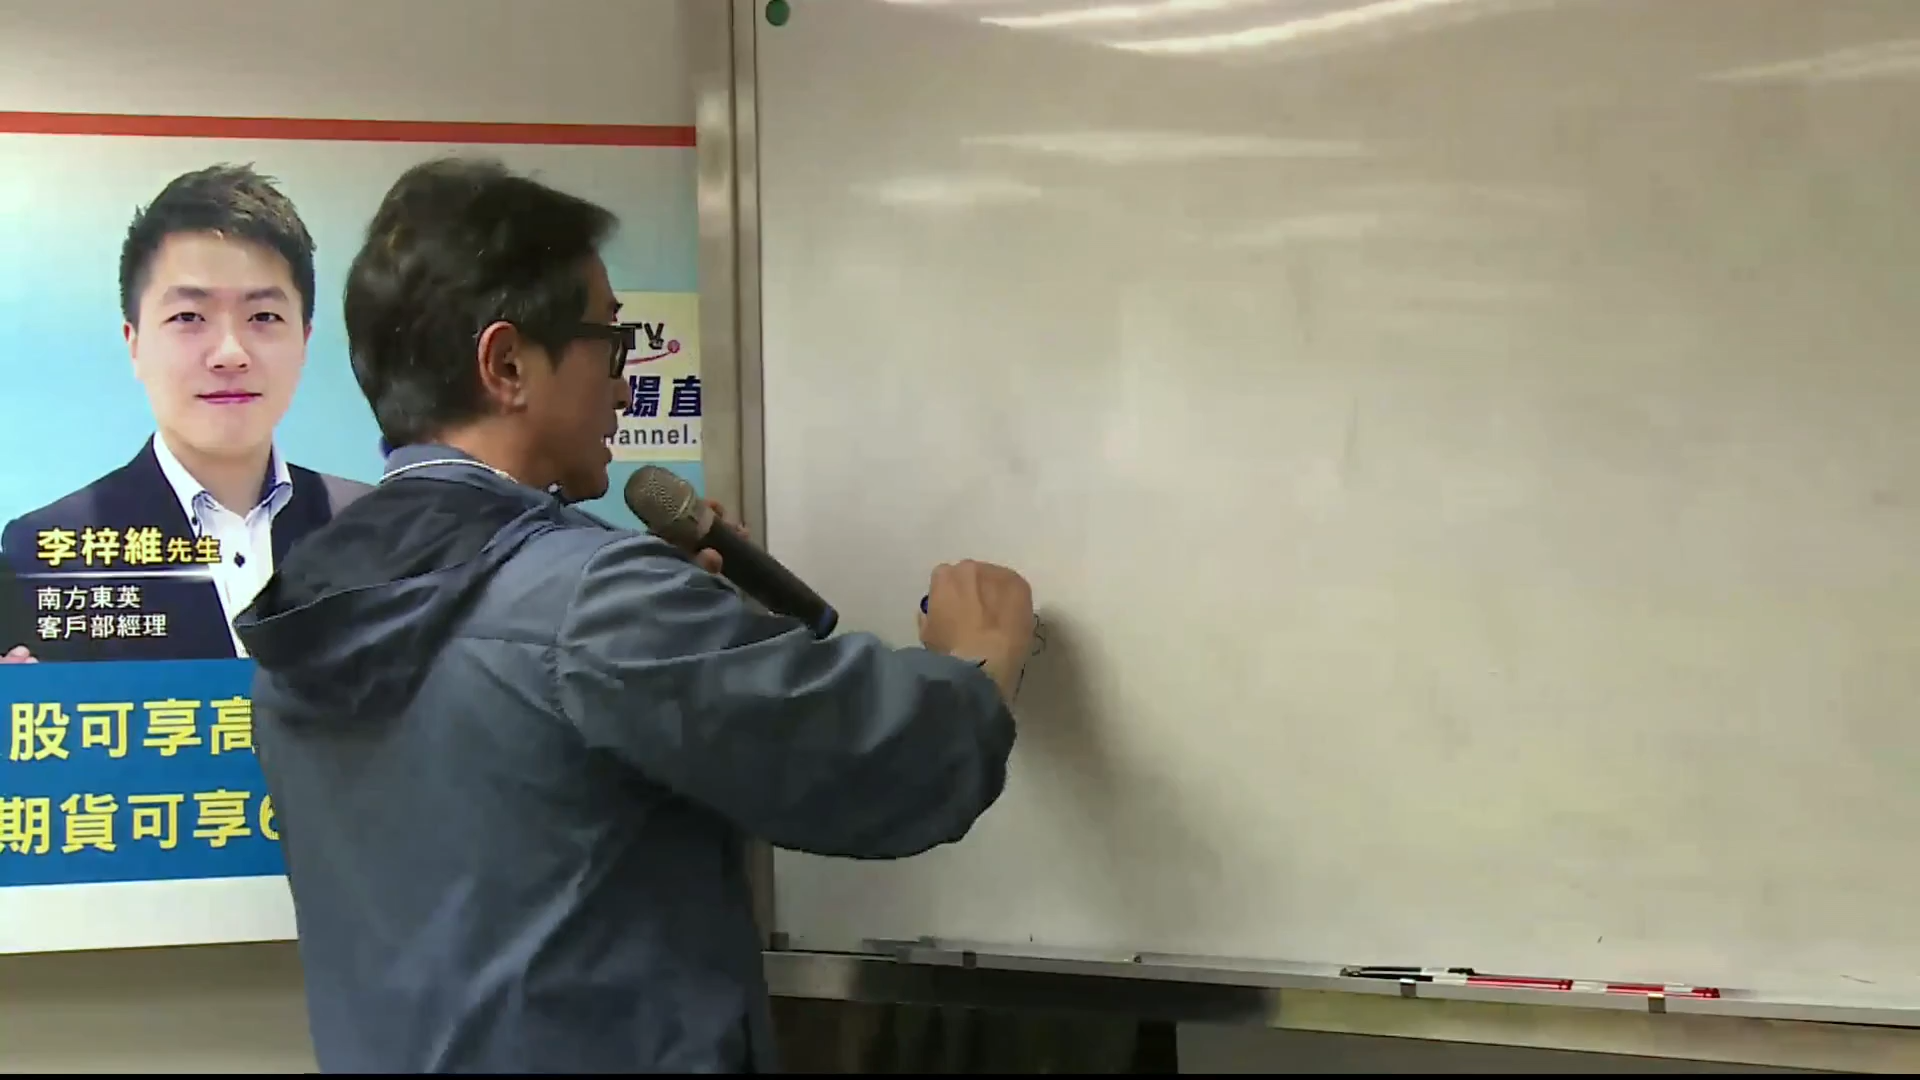 李梓維先生
南方東英
客戶部經理
股可享高
期貨可享6
TV
場直
hannel.